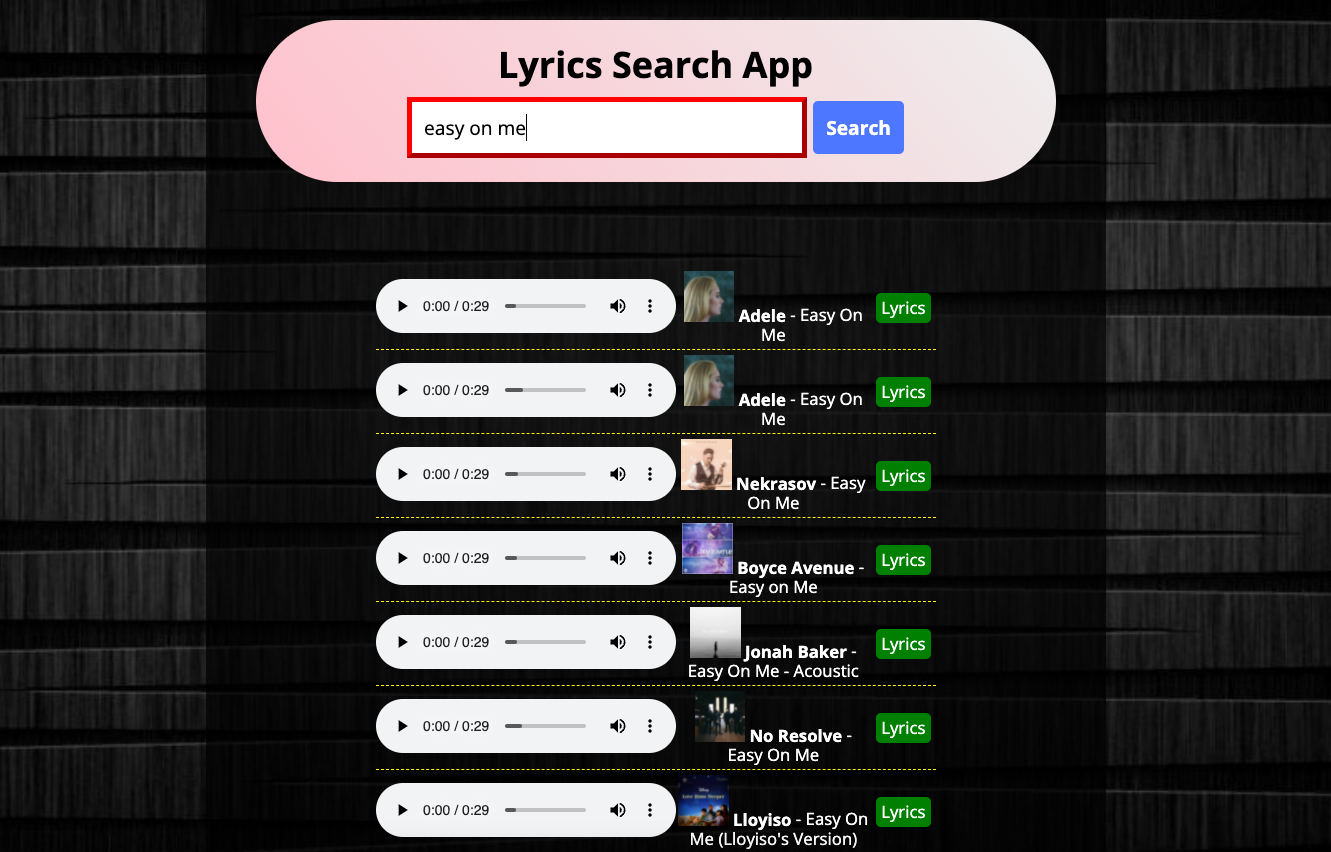 Lyrics Search App
easy on me
Search
0:00 / 0:29
Adele - Easy On
Me
Lyrics
0:00 / 0:29
Adele - Easy On
Me
Lyrics
0:00 / 0:29
Nekrasov - Easy
On Me
Lyrics
0:00 / 0:29
Boyce Avenue -
Easy on Me
Lyrics
0:00 / 0:29
Jonah Baker -
Easy On Me - Acoustic
Lyrics
0:00 / 0:29
No Resolve -
Easy On Me
Lyrics
0:00 / 0:29
Lloyiso - Easy On
Me (Lloyiso's Version)
Lyrics